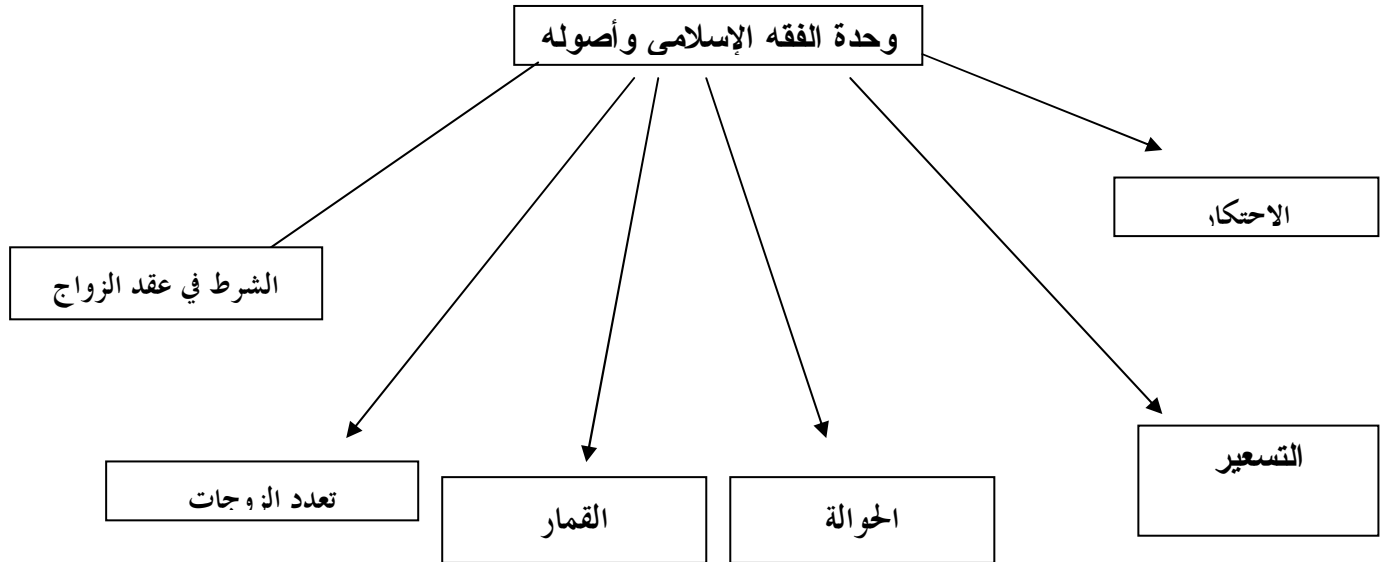 وحدة الفقه الإسلامى وأصوله
الاحتكار
الشرط في عقد الزواج
التسعير
تعدد الزوجات
القمار
الحوالة